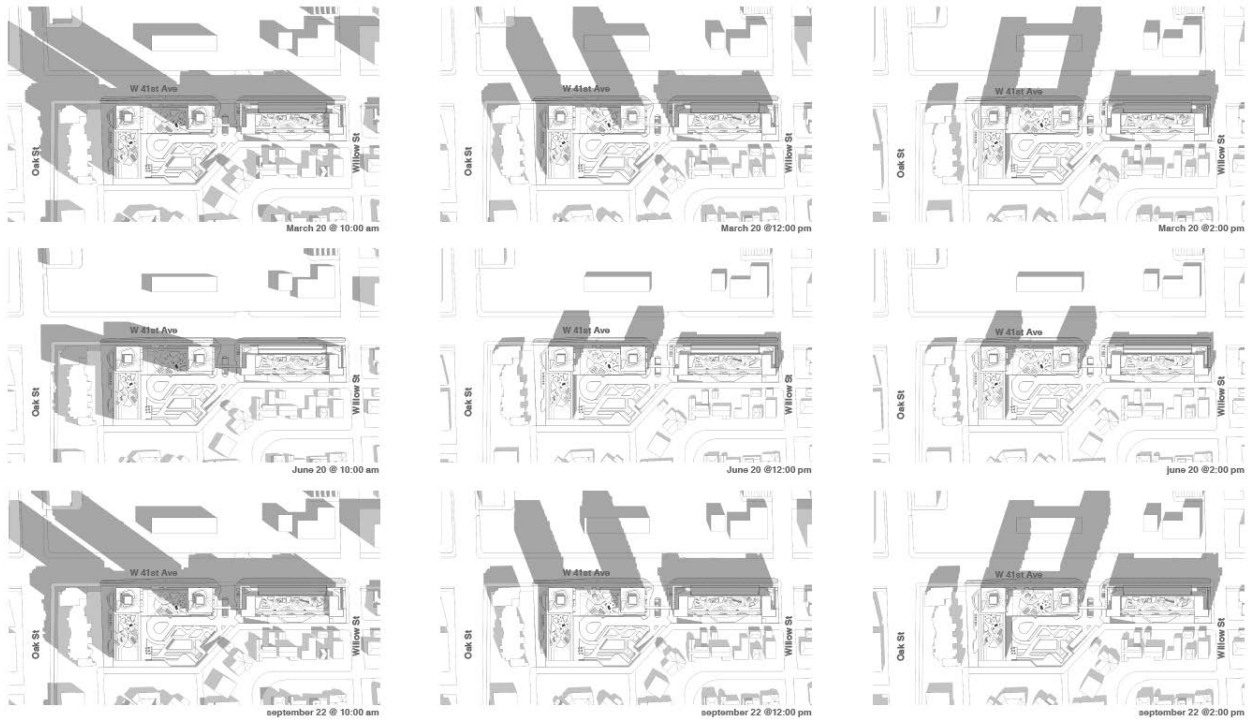 W 41st Ave
Oak St
Willow St
March 20 @ 10:00 am
W 41st Ave
Oak St
Willow St
March 20 @12:00 pm
W 41st Ave
Oak St
Willow St
March 20 @2:00 pm
W 41st Ave
Oak St
Willow St
June 20 @ 10:00 am
W 41st Ave
Oak St
Willow St
June 20 @12:00 pm
W 41st Ave
Oak St
Willow St
june 20 @2:00 pm
W 41st Ave
Oak St
Willow St
september 22 @ 10:00 am
W 41st Ave
Oak St
Willow St
september 22 @12:00 pm
W 41st Ave
Oak St
Willow St
september 22 @2:00 pm